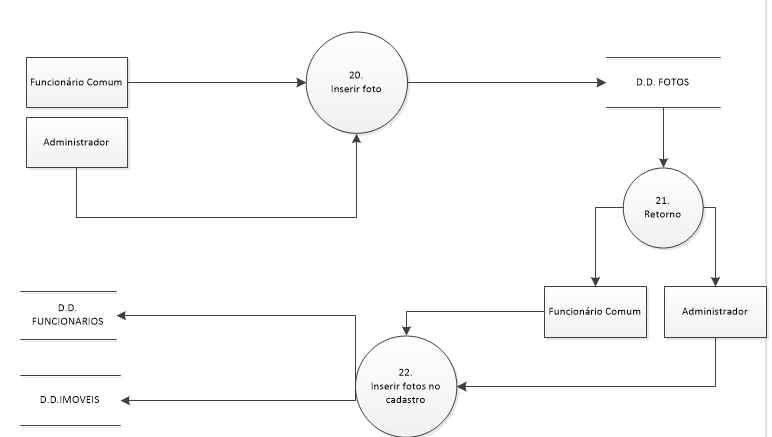 Funcionário Comum
20.
Inserir foto
D.D. FOTOS
Administrador
21.
Retorno
D.D.
FUNCIONARIOS
Funcionário Comum
Administrador
22.
Inserir fotos no
cadastro
D.D.IMOVEIS